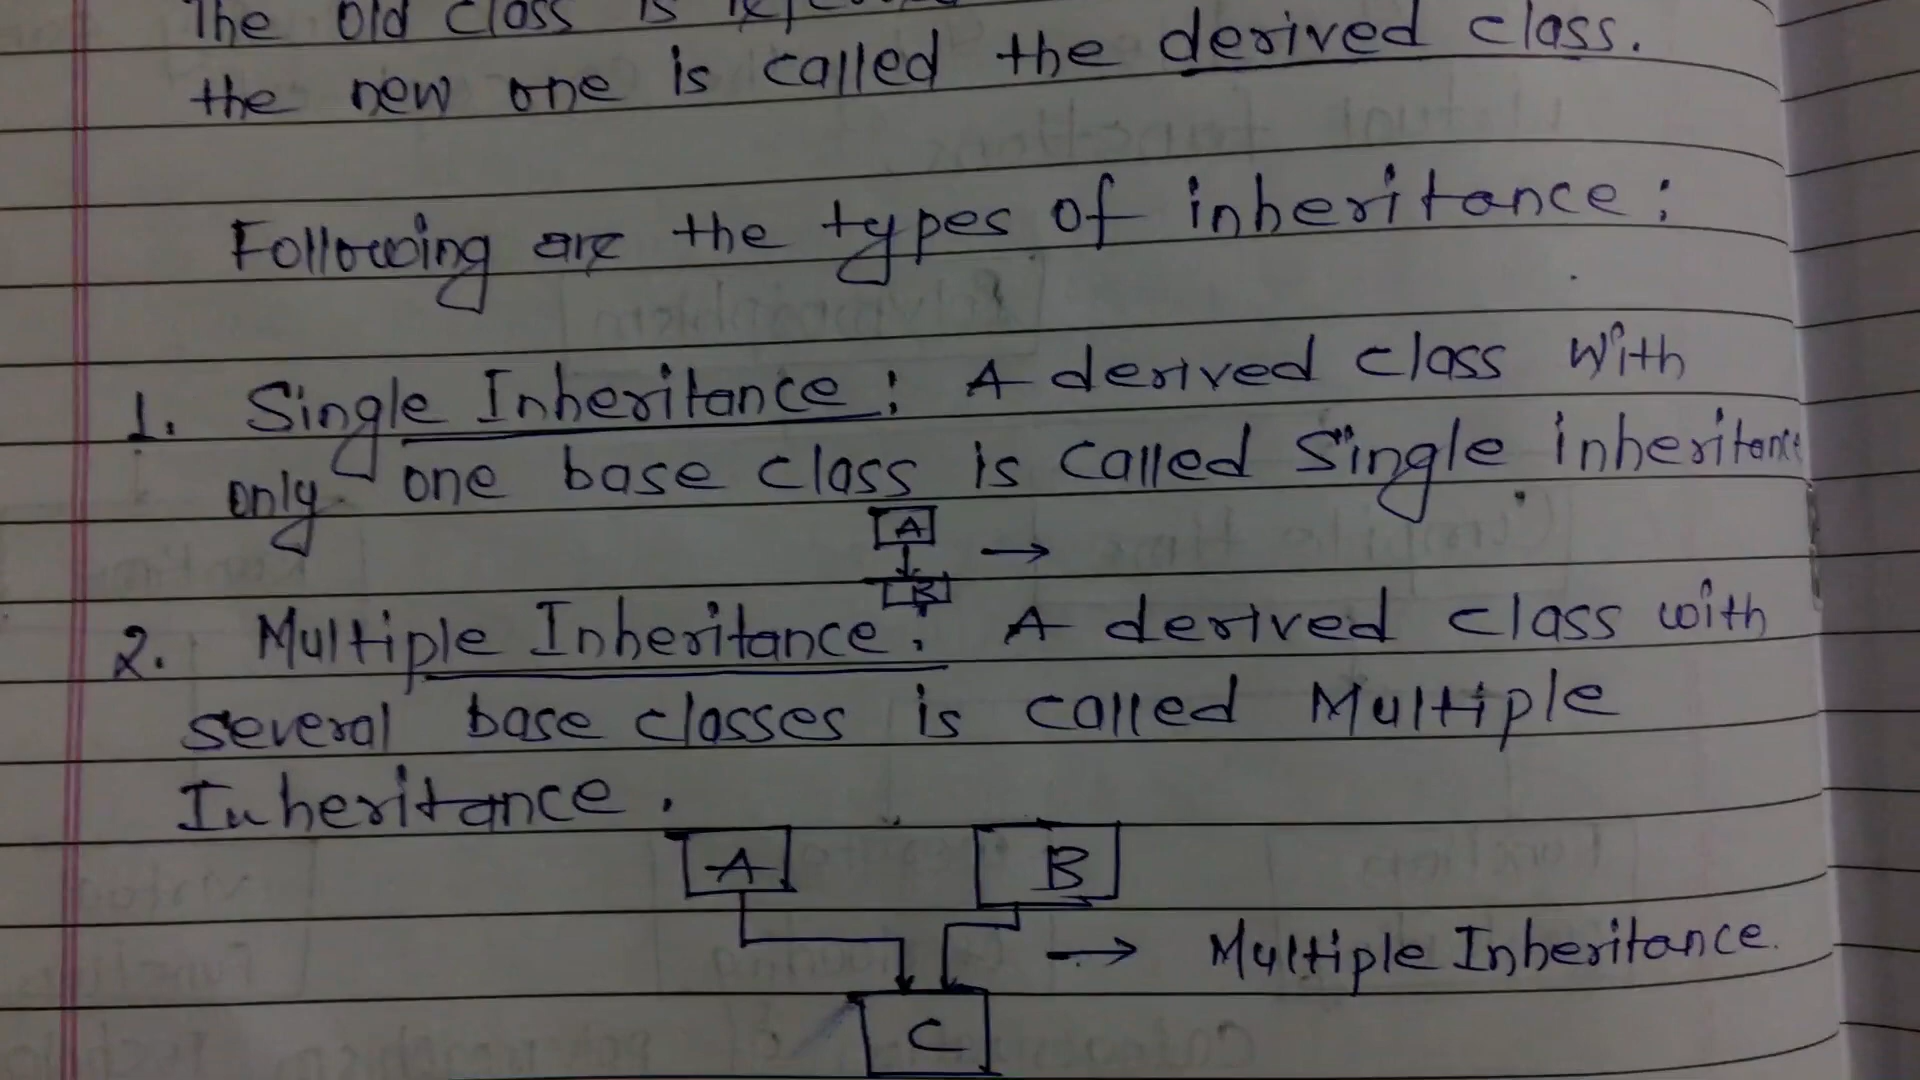 The old class is
the new one is called the derived class.
Following are the types of inheritance:
1. Single Inheritance: A derived class with
only one base class is called Single inheritance
A
→
B
2. Multiple Inheritance: A derived class with
several base classes is called Multiple
Inheritance.
A B
→ Multiple Inheritance.
C